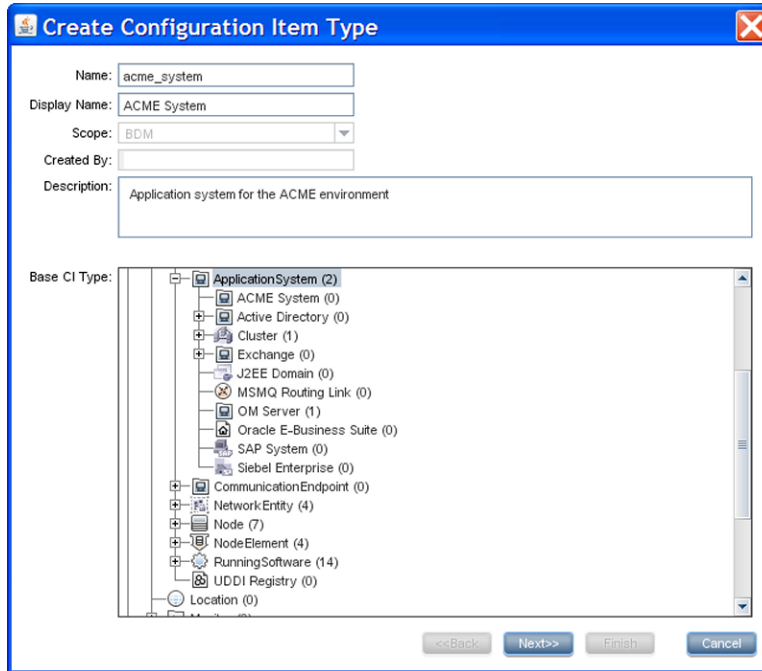 Create Configuration Item Type
Name: acme_system
Display Name: ACME System
Scope: BDM
Created By:
Description: Application system for the ACME environment
Base CI Type: ApplicationSystem (2)
ACME System (0)
Active Directory (0)
Cluster (1)
Exchange (0)
J2EE Domain (0)
MSMQ Routing Link (0)
OM Server (1)
Oracle E-Business Suite (0)
SAP System (0)
Siebel Enterprise (0)
CommunicationEndpoint (0)
NetworkEntity (4)
Node (7)
NodeElement (4)
RunningSoftware (14)
UDDI Registry (0)
Location (0)
<<Back Next>> Finish Cancel